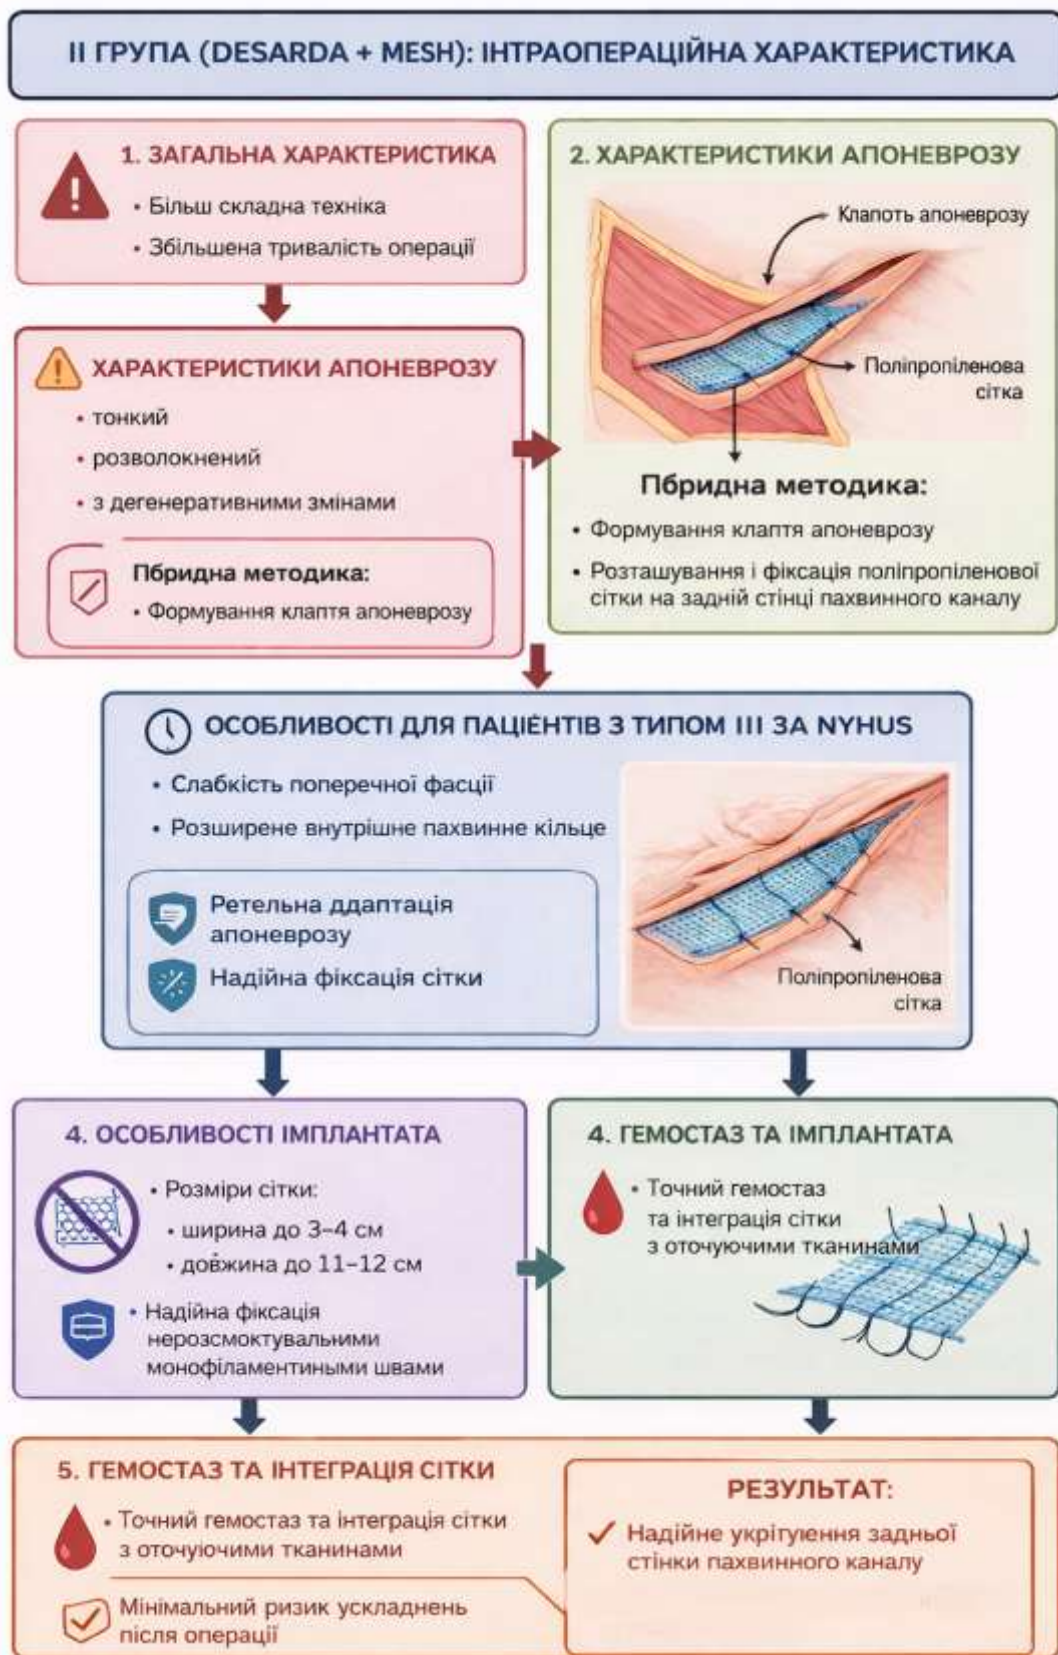 ІІ ГРУПА (DESARDA + MESH): ІНТРАОПЕРАЦІЙНА ХАРАКТЕРИСТИКА
1. ЗАГАЛЬНА ХАРАКТЕРИСТИКА
• Більш складна техніка
• Збільшена тривалість операції
ХАРАКТЕРИСТИКИ АПОНЕВРОЗУ
• тонкий
• розволокнений
• з дегенеративними змінами
Пбридна методика:
• Формування клаптя апоневрозу
2. ХАРАКТЕРИСТИКИ АПОНЕВРОЗУ
Клапоть апоневрозу
Поліпропіленова
сітка
Пбридна методика:
• Формування клаптя апоневрозу
• Розташування і фіксація поліпропіленової
сітки на задній стінці пахвинного каналу
ОСОБЛИВОСТІ ДЛЯ ПАЦІЄНТІВ З ТИПОМ III ЗА NYHUS
• Слабкість поперечної фасції
• Розширене внутрішнє пахвинне кільце
Ретельна ддаптація
апоневрозу
Надійна фіксація сітки
Поліпропіленова
сітка
4. ОСОБЛИВОСТІ ІМПЛАНТАТА
• Розміри сітки:
• ширина до 3–4 см
• довжина до 11–12 см
• Надійна фіксація
нерозсмоктувальними
монофіламентиными швами
4. ГЕМОСТАЗ ТА ІМПЛАНТАТА
• Точний гемостаз
та інтеграція сітки
з оточуючими тканинами
5. ГЕМОСТАЗ ТА ІНТЕГРАЦІЯ СІТКИ
• Точний гемостаз та інтеграція сітки
з оточуючими тканинами
Мінімальний ризик ускладнень
після операції
РЕЗУЛЬТАТ:
✓ Надійне укрігуення задньої
стінки пахвинного каналу